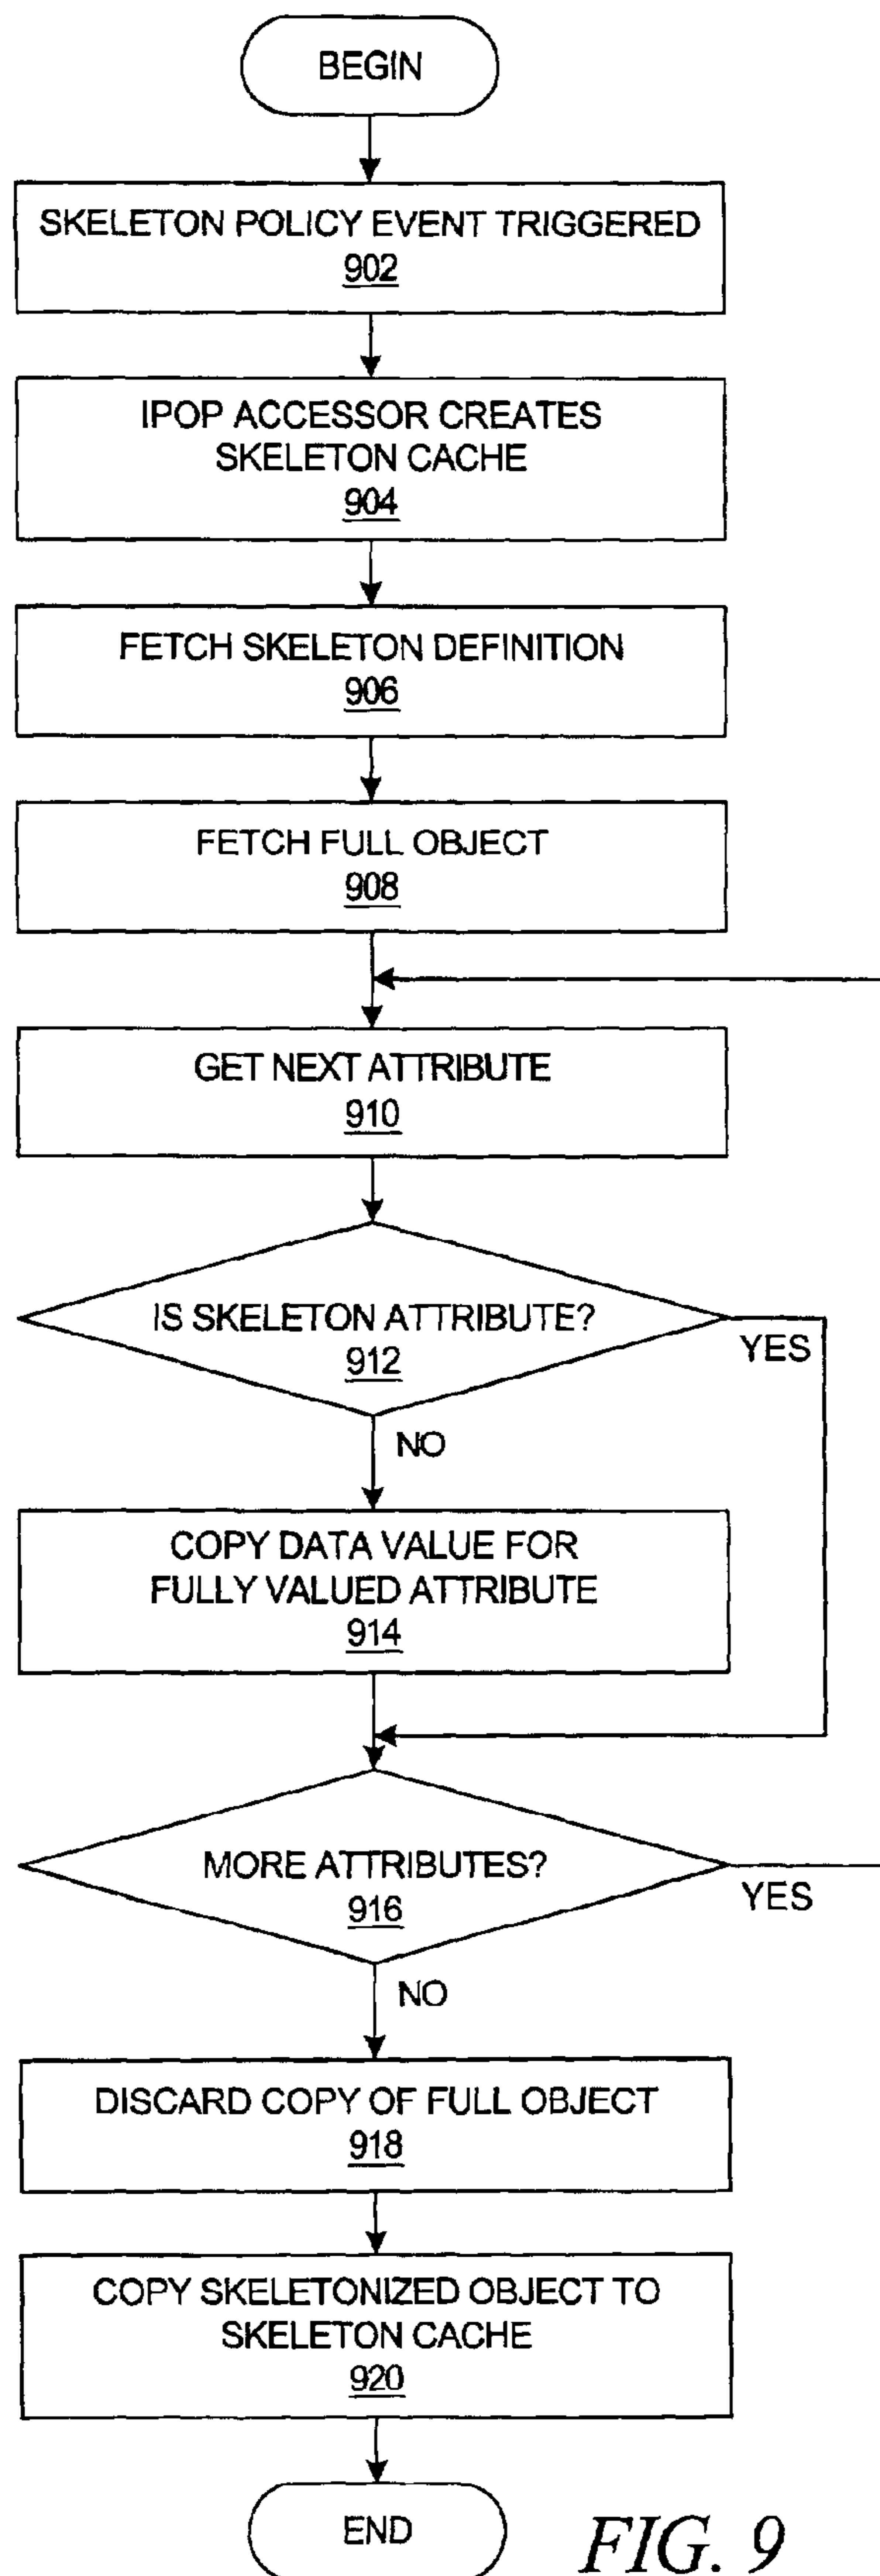 BEGIN
SKELETON POLICY EVENT TRIGGERED
902
IPOP ACCESSOR CREATES
SKELETON CACHE
904
FETCH SKELETON DEFINITION
906
FETCH FULL OBJECT
908
GET NEXT ATTRIBUTE
910
IS SKELETON ATTRIBUTE?
912
YES
NO
COPY DATA VALUE FOR
FULLY VALUED ATTRIBUTE
914
MORE ATTRIBUTES?
916
YES
NO
DISCARD COPY OF FULL OBJECT
918
COPY SKELETONIZED OBJECT TO
SKELETON CACHE
920
END
FIG. 9